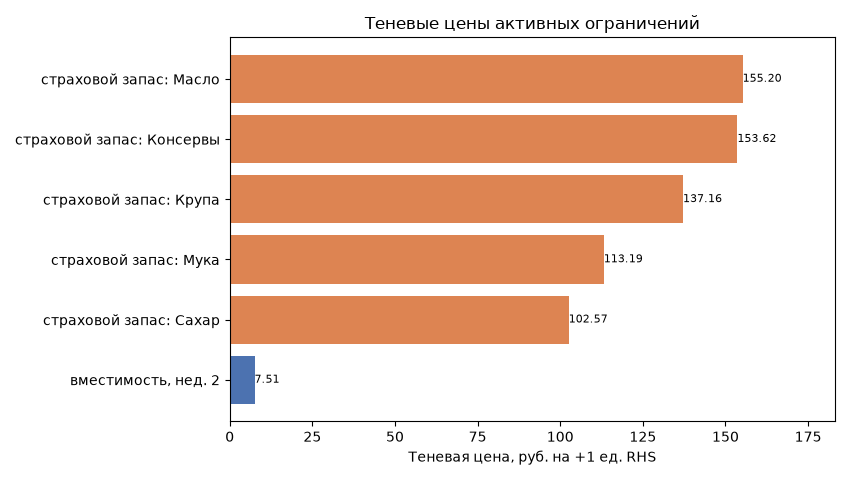 Теневые цены активных ограничений
страховой запас: Масло 155.20
страховой запас: Консервы 153.62
страховой запас: Крупа 137.16
страховой запас: Мука 113.19
страховой запас: Сахар 102.57
вместимость, нед. 2 7.51
0 25 50 75 100 125 150 175
Теневая цена, руб. на +1 ед. RHS